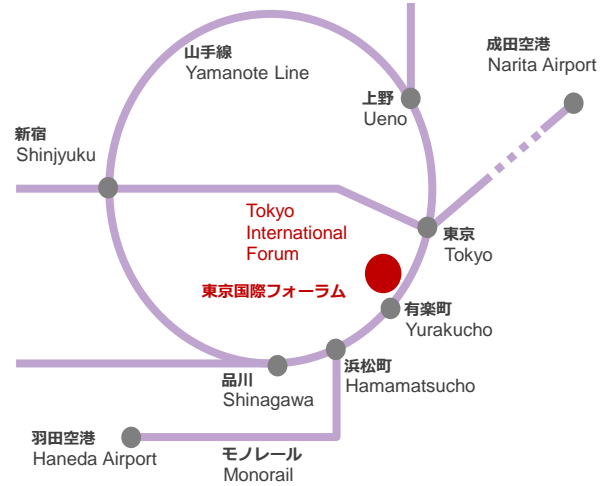 山手線
Yamanote Line
成田空港
Narita Airport
上野
Ueno
新宿
Shinjyuku
Tokyo
International
Forum
東京国際フォーラム
東京
Tokyo
有楽町
Yurakucho
浜松町
Hamamatsucho
品川
Shinagawa
羽田空港
Haneda Airport
モノレール
Monorail